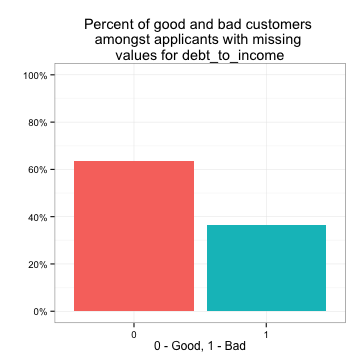 Percent of good and bad customers
amongst applicants with missing
values for debt_to_income
100%
80%
60%
40%
20%
0%
0
1
0 - Good, 1 - Bad